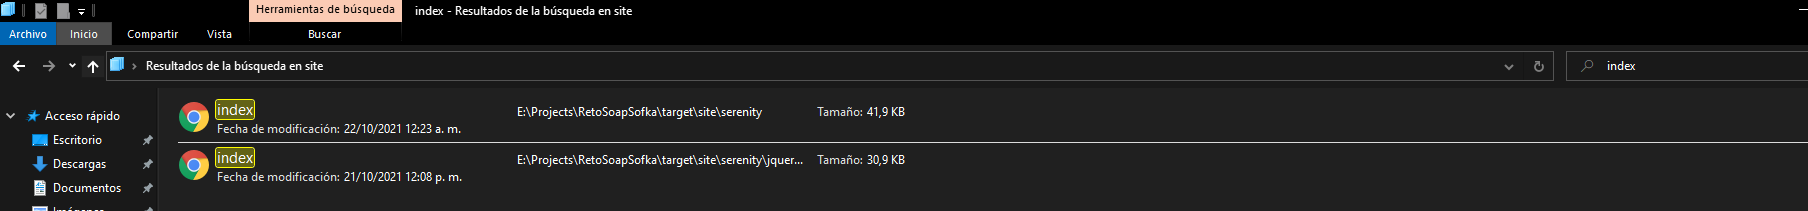 Herramientas de búsqueda
index - Resultados de la búsqueda en site
Archivo Inicio Compartir Vista Buscar
Resultados de la búsqueda en site
index
Acceso rápido
Escritorio
Descargas
Documentos
Imágenes
index E:\Projects\RetoSoapSofka\target\site\serenity Tamaño: 41,9 KB
Fecha de modificación: 22/10/2021 12:23 a. m.
index E:\Projects\RetoSoapSofka\target\site\serenity\jquer... Tamaño: 30,9 KB
Fecha de modificación: 21/10/2021 12:08 p. m.